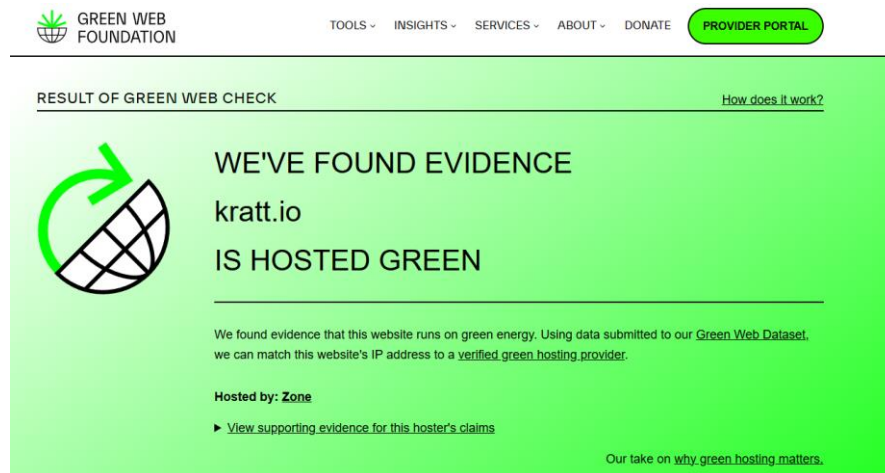 GREEN WEB
FOUNDATION
TOOLS
INSIGHTS
SERVICES
ABOUT
DONATE
PROVIDER PORTAL
RESULT OF GREEN WEB CHECK
How does it work?
WE'VE FOUND EVIDENCE
kratt.io
IS HOSTED GREEN
We found evidence that this website runs on green energy. Using data submitted to our Green Web Dataset,
we can match this website's IP address to a verified green hosting provider.
Hosted by: Zone
View supporting evidence for this hoster's claims
Our take on why green hosting matters.